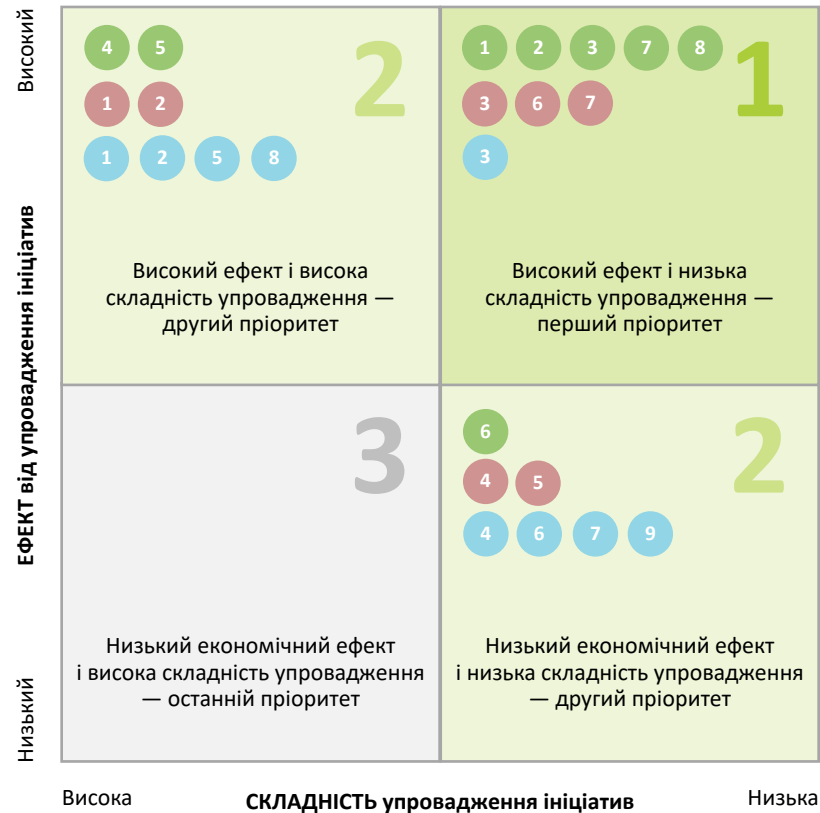 Високий
4 5
2
1 2 3 7 8
1
1 2
3 6 7
1 2 5 8
3
Високий ефект і висока
складність упровадження —
другий пріоритет
Високий ефект і низька
складність упровадження —
перший пріоритет
ЕФЕКТ від упровадження ініціатив
3
6
2
4 5
4 6 7 9
Низький економічний ефект
і висока складність упровадження
— останній пріоритет
Низький економічний ефект
і низька складність упровадження
— другий пріоритет
Низький
Висока
СКЛАДНІСТЬ упровадження ініціатив
Низька